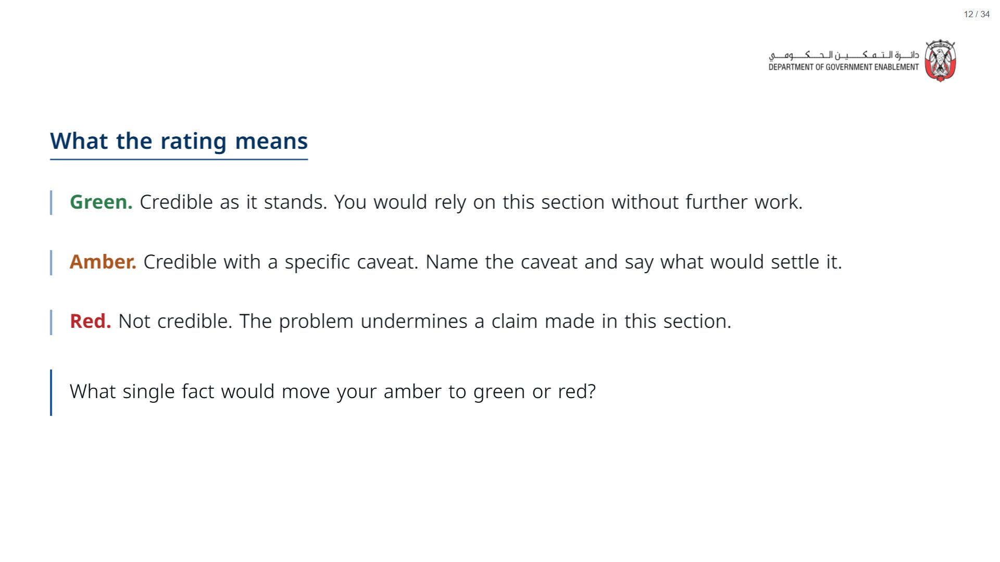 12 / 34
دائرة التمكين الحكومي
DEPARTMENT OF GOVERNMENT ENABLEMENT
What the rating means
Green. Credible as it stands. You would rely on this section without further work.
Amber. Credible with a specific caveat. Name the caveat and say what would settle it.
Red. Not credible. The problem undermines a claim made in this section.
What single fact would move your amber to green or red?